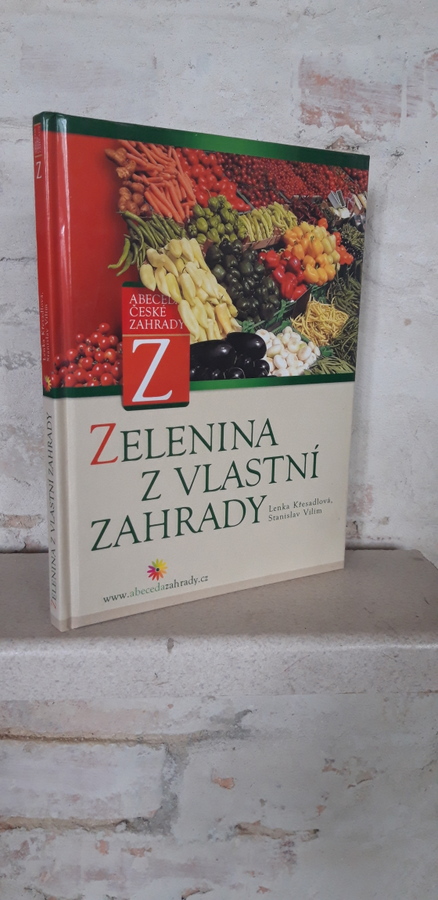 ABECEDA
ČESKÉ
ZAHRADY
Z
ZELENINA
Z VLASTNÍ
ZAHRADY
Lenka Křesadlová,
Stanislav Vilím
www.abecedazahrady.cz
Z
ZELENINA Z VLASTNÍ ZAHRADY